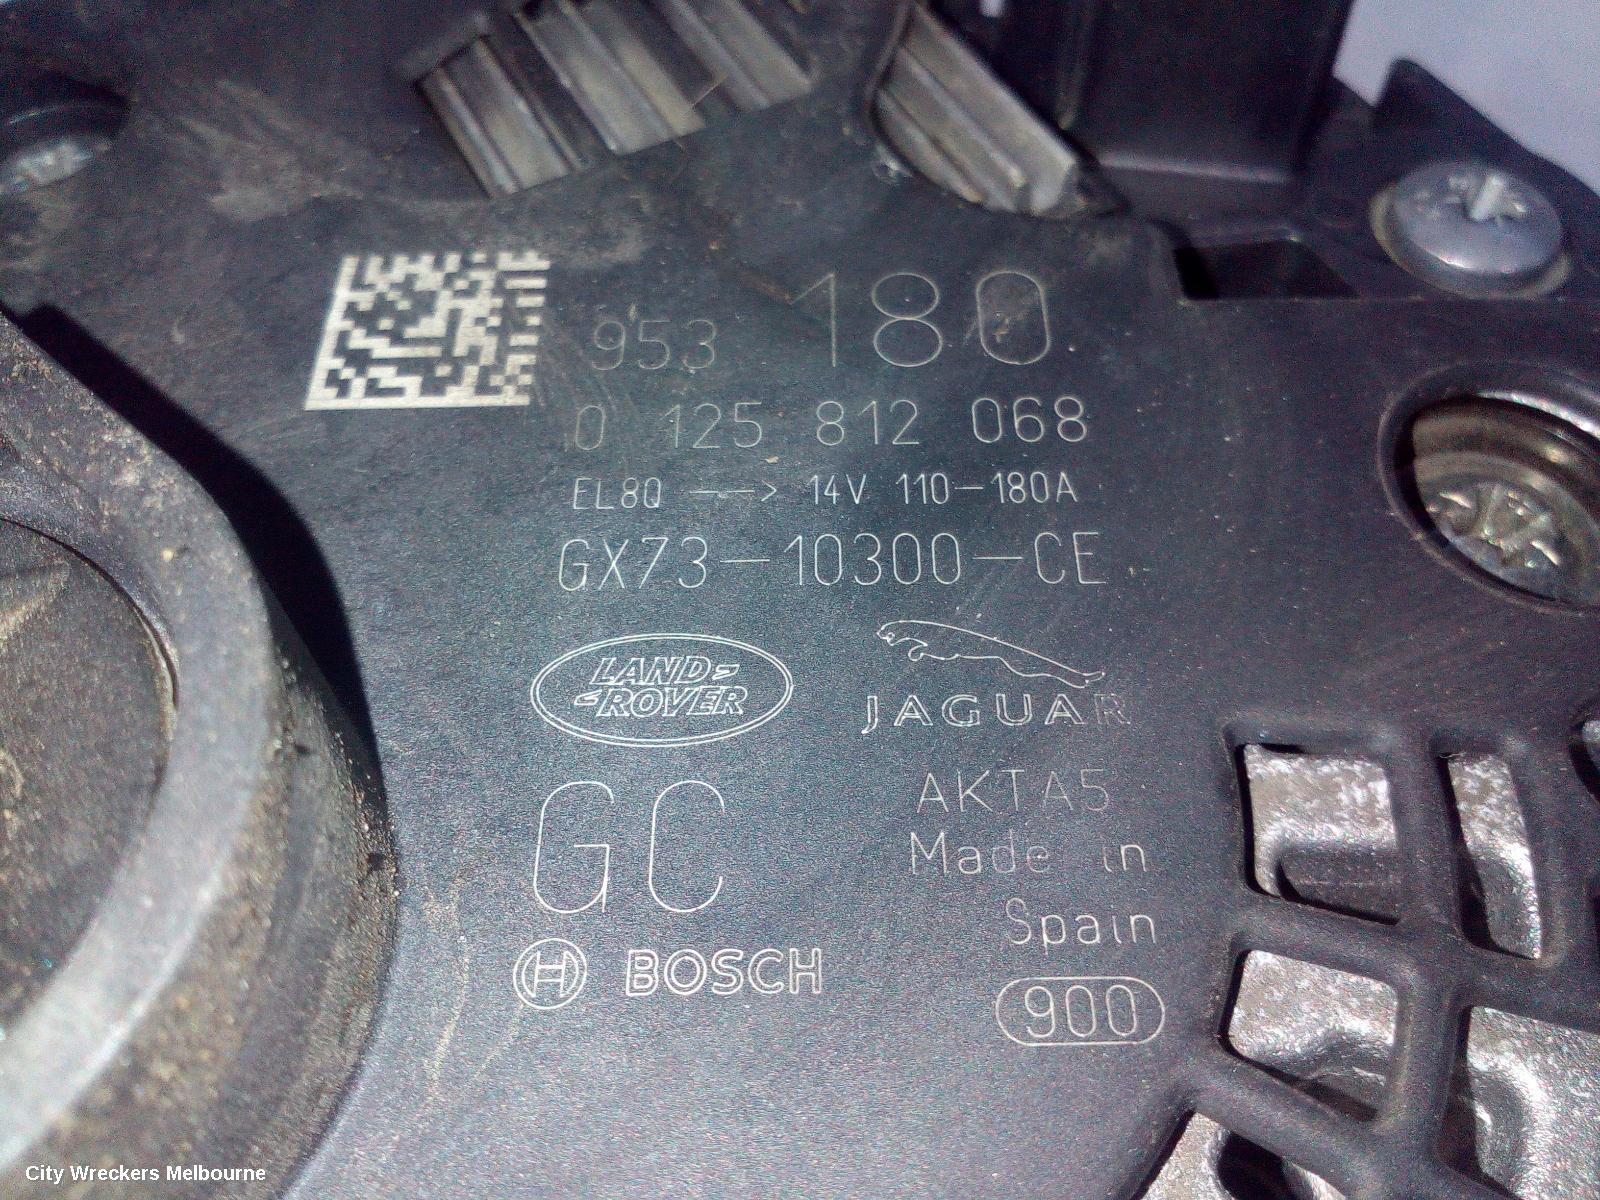 953 180
0 125 812 068
EL8Q —-—> 14V 110-180A
GX73-10300-CE
LAND
ROVER
JAGUAR
GC
AKTA5
Made in
Spain
BOSCH
900
City Wreckers Melbourne